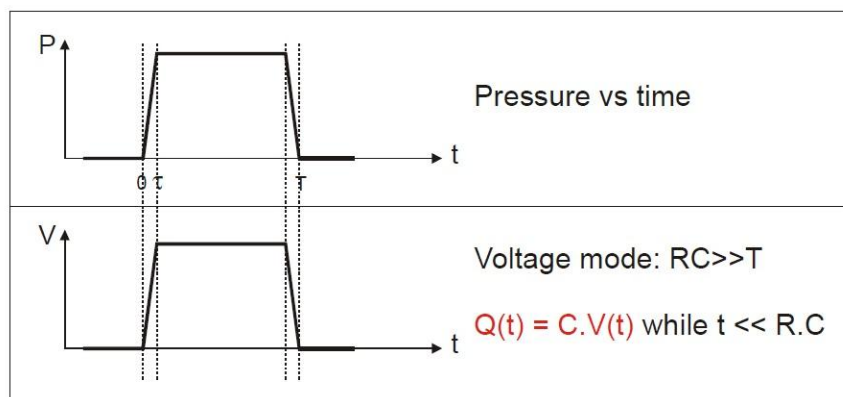 P
Pressure vs time
t
0 τ T
V
Voltage mode: RC>>T
Q(t) = C.V(t) while t << R.C
t